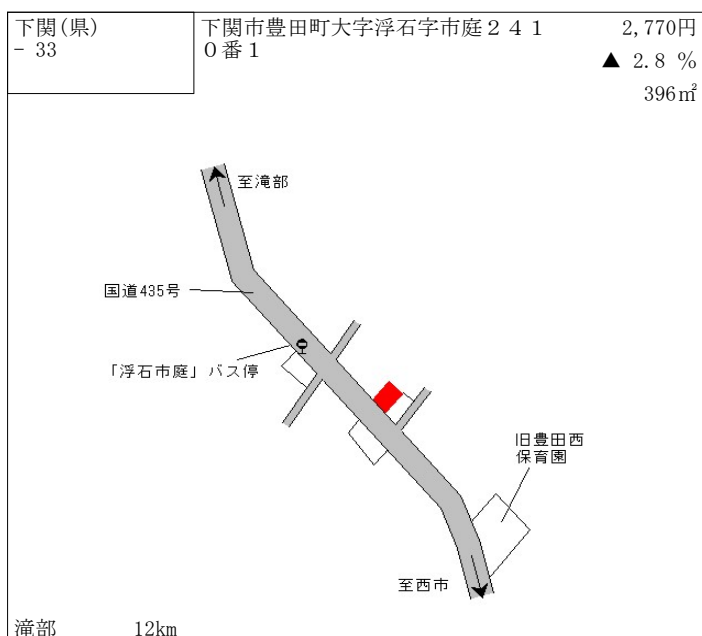 下関(県)
- 33
下関市豊田町大字浮石字市庭２４１
０番１
2,770円
▲ 2.8 %
396㎡
至滝部
国道435号
「浮石市庭」バス停
旧豊田西
保育園
至西市
滝部 12km